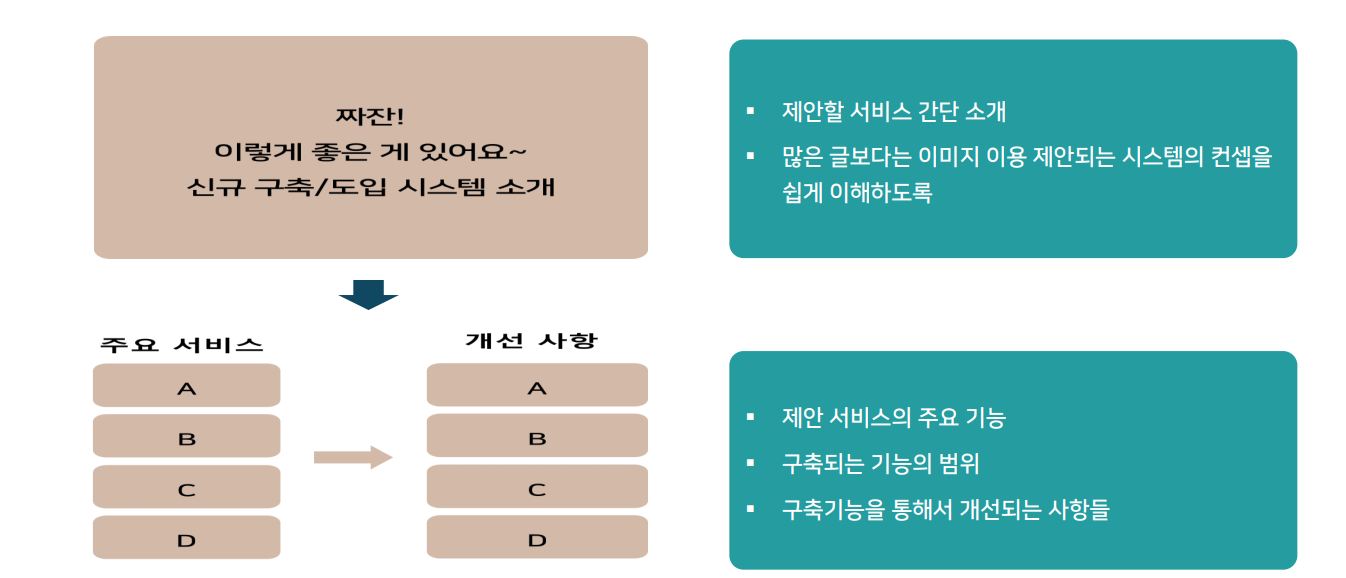 짜잔!
이렇게 좋은 게 있어요~
신규 구축/도입 시스템 소개
▪ 제안할 서비스 간단 소개
▪ 많은 글보다는 이미지 이용 제안되는 시스템의 컨셉을
쉽게 이해하도록
주요 서비스
A
B
C
D
개선 사항
A
B
C
D
▪ 제안 서비스의 주요 기능
▪ 구축되는 기능의 범위
▪ 구축기능을 통해서 개선되는 사항들